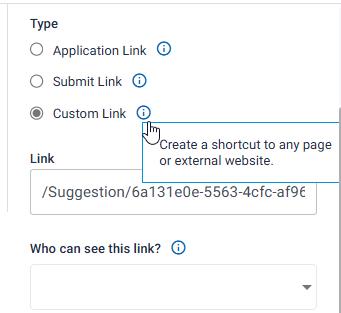 Type
Application Link
Submit Link
Custom Link
Create a shortcut to any page
or external website.
Link
/Suggestion/6a131e0e-5563-4cfc-af96
Who can see this link?